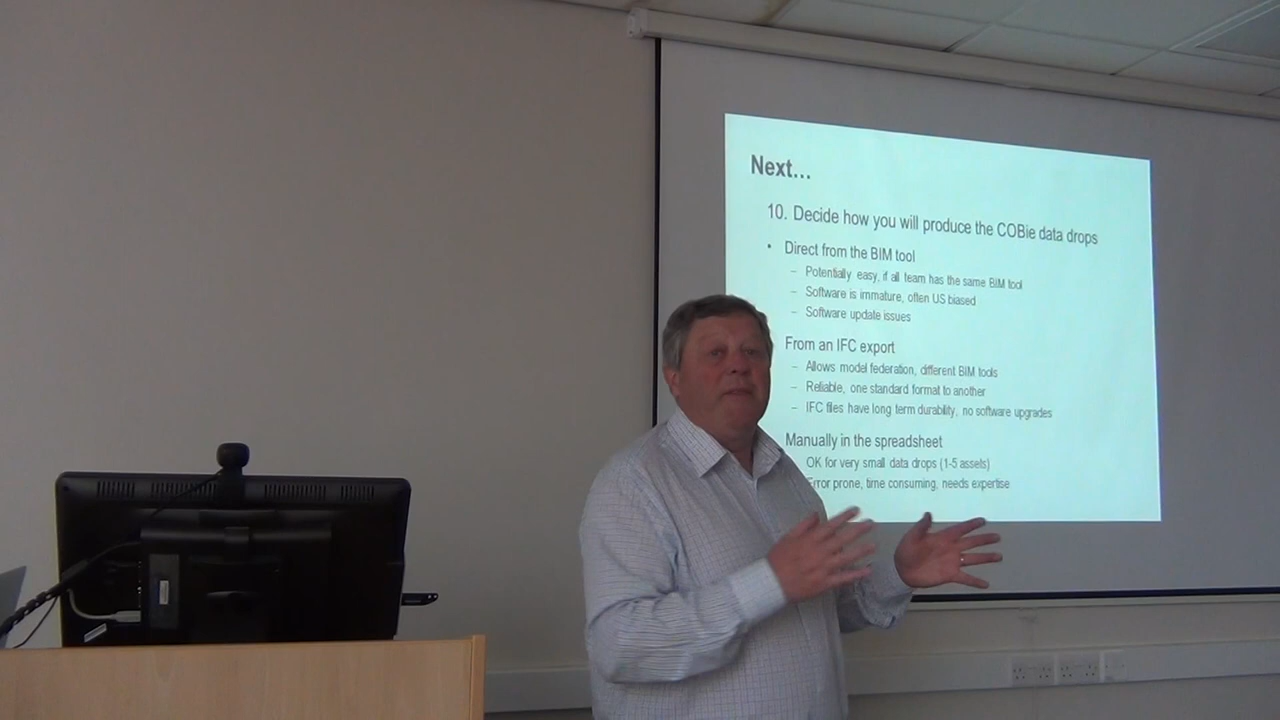 Next…
10. Decide how you will produce the COBie data drops
• Direct from the BIM tool
– Potentially easy, if all team has the same BIM tool
– Software is immature, often US biased
– Software update issues
From an IFC export
– Allows model federation, different BIM tools
– Reliable, one standard format to another
– IFC files have long term durability, no software upgrades
Manually in the spreadsheet
OK for very small data drops (1-5 assets)
Error prone, time consuming, needs expertise